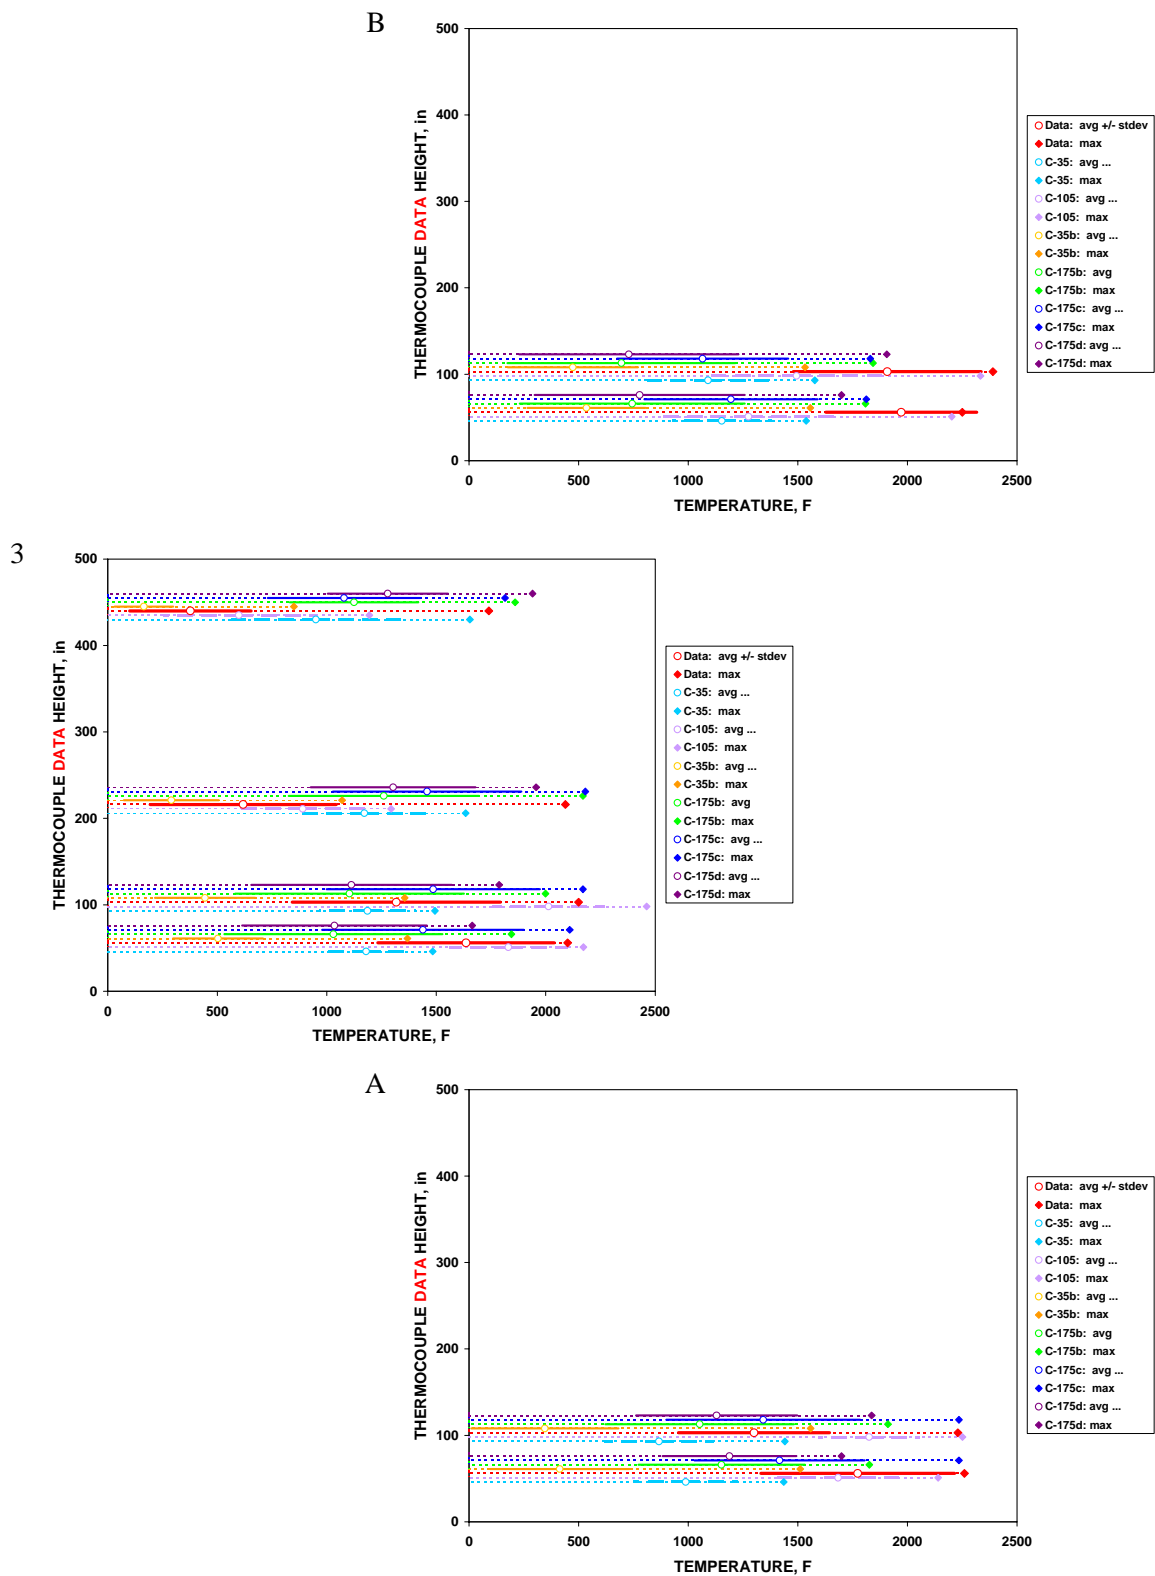 B
500
400
300
200
100
0
THERMOCOUPLE DATA HEIGHT, in
0 500 1000 1500 2000 2500
TEMPERATURE, F
Data: avg +/- stdev
Data: max
C-35: avg ...
C-35: max
C-105: avg ...
C-105: max
C-35b: avg ...
C-35b: max
C-175b: avg
C-175b: max
C-175c: avg ...
C-175c: max
C-175d: avg ...
C-175d: max
3
500
400
300
200
100
0
THERMOCOUPLE DATA HEIGHT, in
0 500 1000 1500 2000 2500
TEMPERATURE, F
Data: avg +/- stdev
Data: max
C-35: avg ...
C-35: max
C-105: avg ...
C-105: max
C-35b: avg ...
C-35b: max
C-175b: avg
C-175b: max
C-175c: avg ...
C-175c: max
C-175d: avg ...
C-175d: max
A
500
400
300
200
100
0
THERMOCOUPLE DATA HEIGHT, in
0 500 1000 1500 2000 2500
TEMPERATURE, F
Data: avg +/- stdev
Data: max
C-35: avg ...
C-35: max
C-105: avg ...
C-105: max
C-35b: avg ...
C-35b: max
C-175b: avg
C-175b: max
C-175c: avg ...
C-175c: max
C-175d: avg ...
C-175d: max